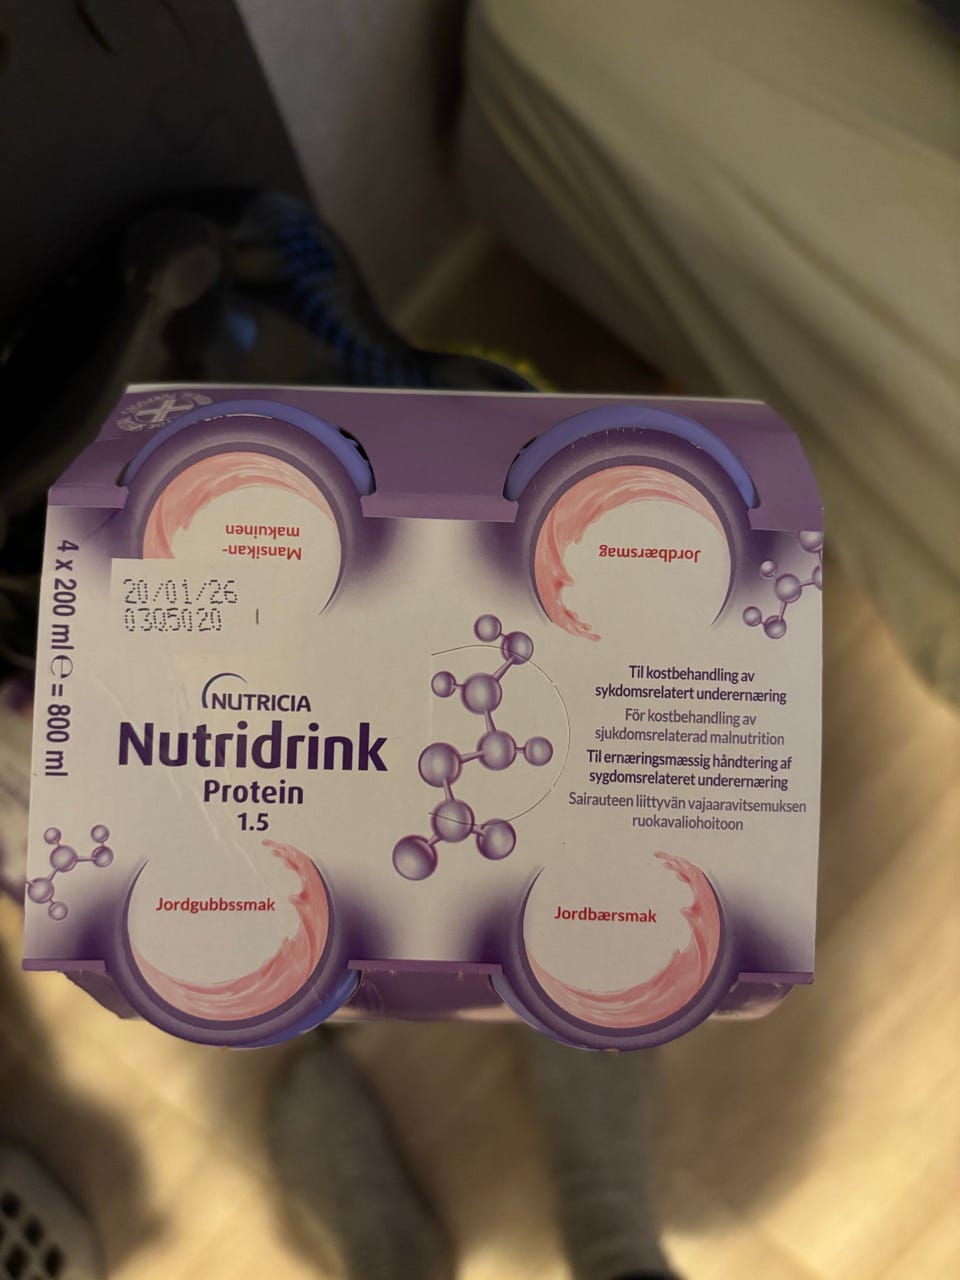 Mansikan-
makuinen
Jordbærsmag
20/01/26
03Q5020
4 x 200 ml ℮ = 800 ml
NUTRICIA
Nutridrink
Protein
1.5
Til kostbehandling av
sykdomsrelatert underernæring
För kostbehandling av
sjukdomsrelaterad malnutrition
Til ernæringsmæssig håndtering af
sygdomsrelateret underernæring
Sairauteen liittyvän vajaaravitsemuksen
ruokavaliohoitoon
Jordgubbssmak
Jordbærsmak